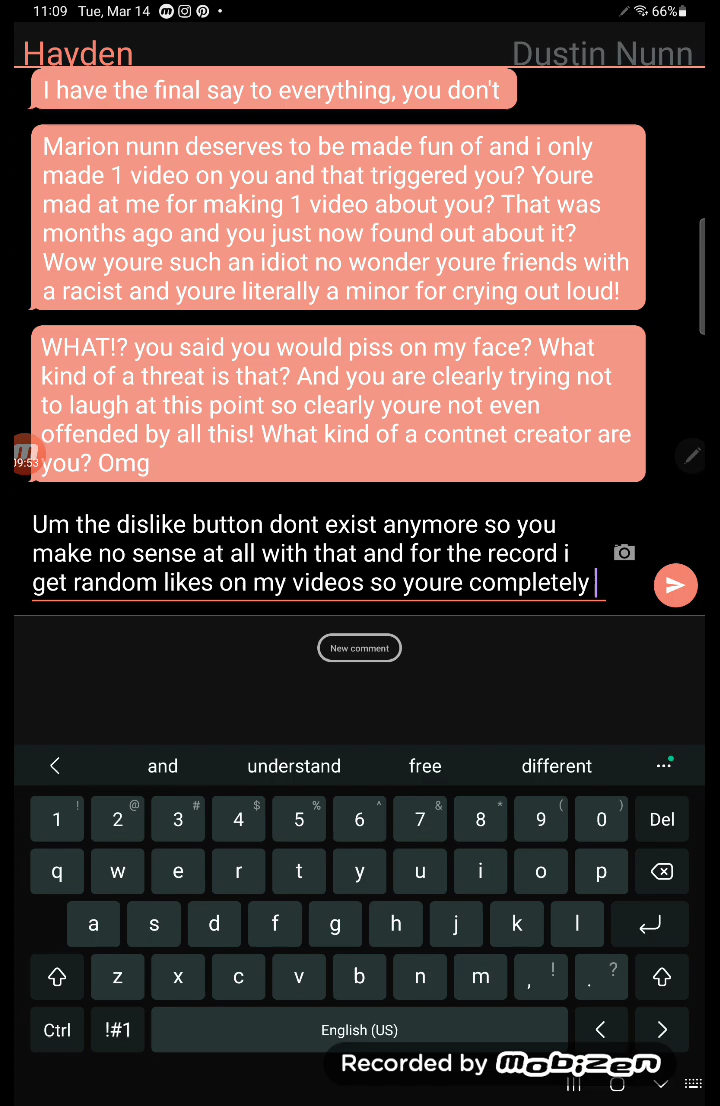 11:09 Tue, Mar 14 66%
Hayden Dustin Nunn
I have the final say to everything, you don't
Marion nunn deserves to be made fun of and i only
made 1 video on you and that triggered you? Youre
mad at me for making 1 video about you? That was
months ago and you just now found out about it?
Wow youre such an idiot no wonder youre friends with
a racist and youre literally a minor for crying out loud!
WHAT!? you said you would piss on my face? What
kind of a threat is that? And you are clearly trying not
to laugh at this point so clearly youre not even
offended by all this! What kind of a contnet creator are
you? Omg
09:53
Um the dislike button dont exist anymore so you
make no sense at all with that and for the record i
get random likes on my videos so youre completely
New comment
and understand free different
! @ # $ % ^ & * ( )
1 2 3 4 5 6 7 8 9 0 Del
q w e r t y u i o p
a s d f g h j k l
z x c v b n m , ! . ?
Ctrl !#1 English (US) < >
Recorded by mobizen